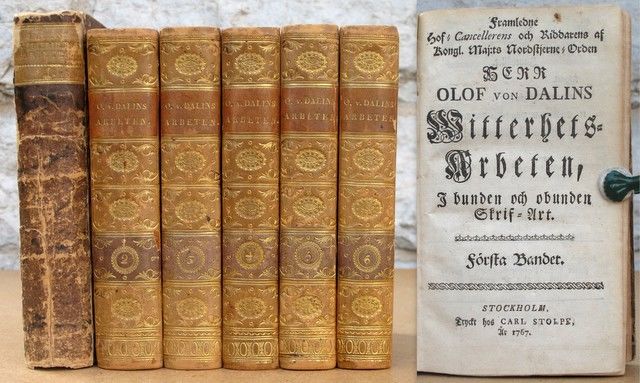 O. v. DALINS
ARBETEN.
2
O. v. DALINS
ARBETEN.
3
O. v. DALINS
ARBETEN.
4
O. v. DALINS
ARBETEN.
5
O. v. DALINS
ARBETEN.
6
Framledne
Hof-Cancellerens och Riddarens af
Kongl. Maj:ts Nordstjerne-Orden
HERR
OLOF von DALINS
Witterhets-
Arbeten,
I bunden och obunden
Skrif-Art.
Första Bandet.
STOCKHOLM,
Tryckt hos CARL STOLPE,
År 1767.